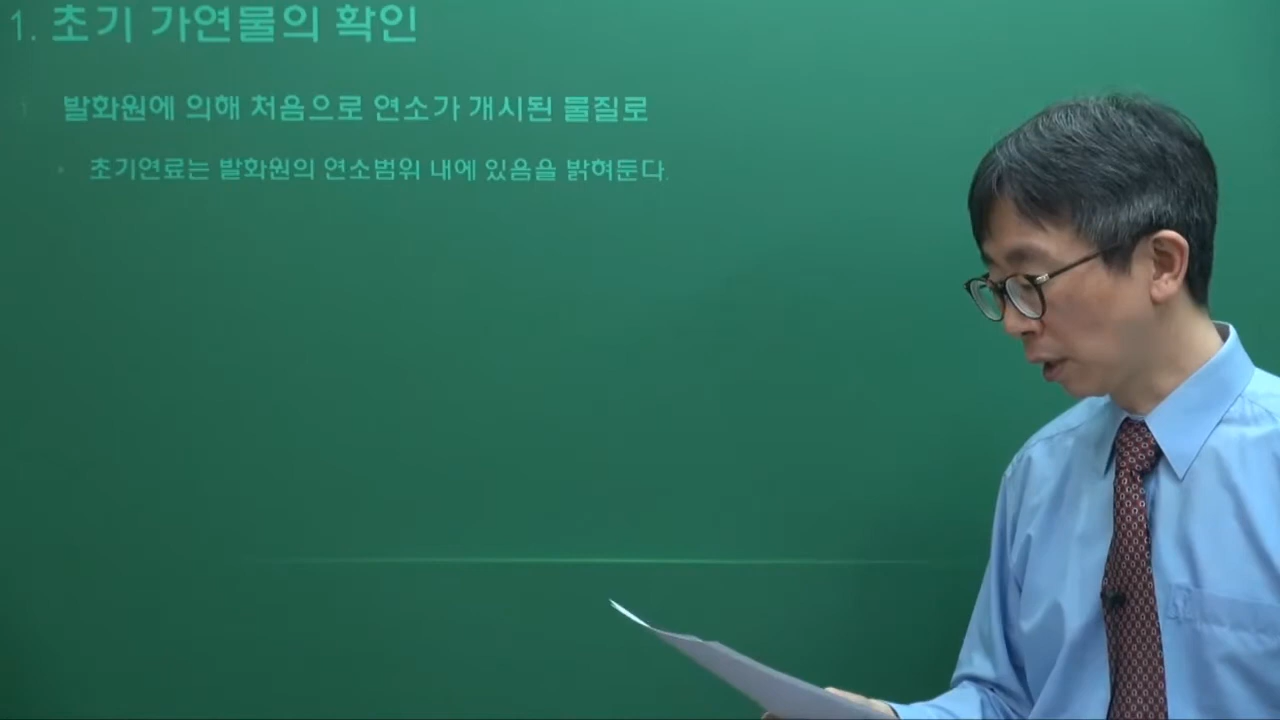 1. 초기 가연물의 확인
발화원에 의해 처음으로 연소가 개시된 물질로
• 초기연료는 발화원의 연소범위 내에 있음을 밝혀둔다.